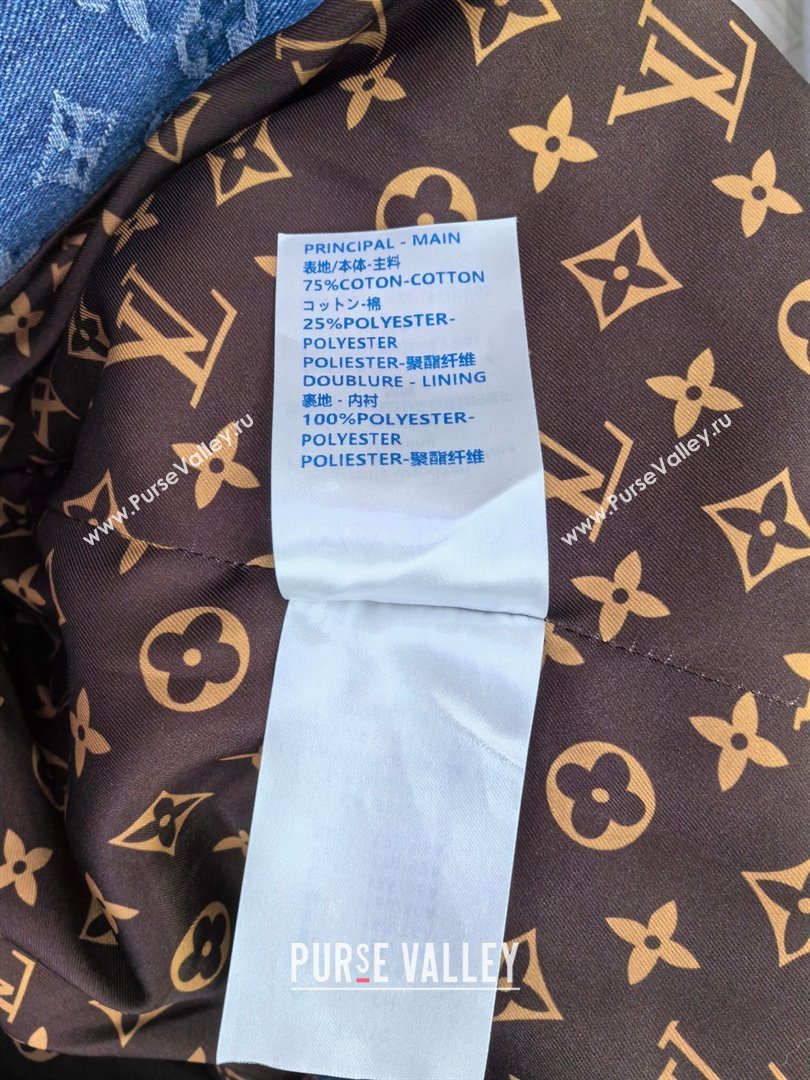 PRINCIPAL - MAIN
表地/本体-主料
75%COTON-COTTON
コットン-棉
25%POLYESTER-
POLYESTER
POLIESTER-聚酯纤维
DOUBLURE - LINING
裏地 - 内衬
100%POLYESTER-
POLYESTER
POLIESTER-聚酯纤维
www.PurseValley.ru
www.PurseValley.ru
PURSE VALLEY